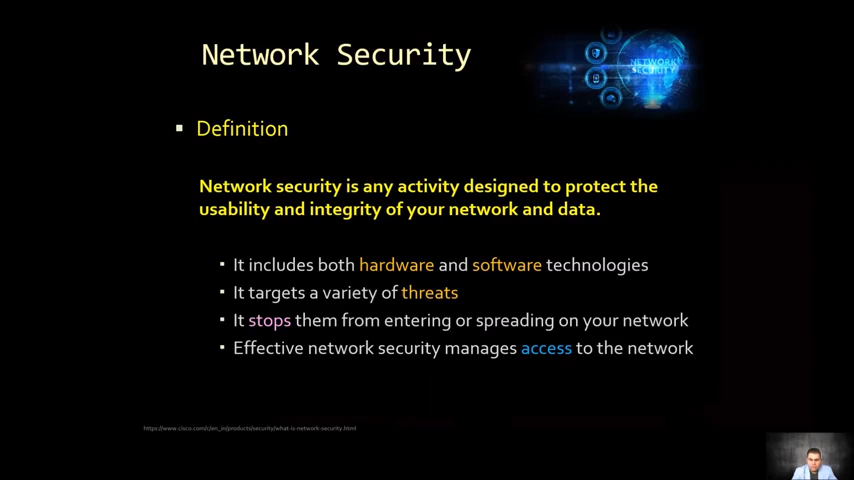 Network Security
NETWORK
SECURITY
Definition
Network security is any activity designed to protect the
usability and integrity of your network and data.
It includes both hardware and software technologies
It targets a variety of threats
It stops them from entering or spreading on your network
Effective network security manages access to the network
https://www.cisco.com/c/en_in/products/security/what-is-network-security.html